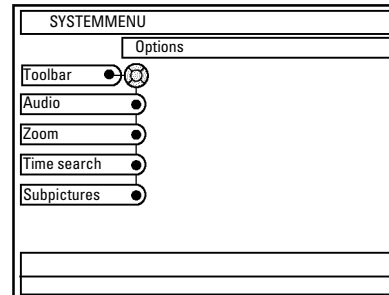 SYSTEMMENU
Options
Toolbar
Audio
Zoom
Time search
Subpictures